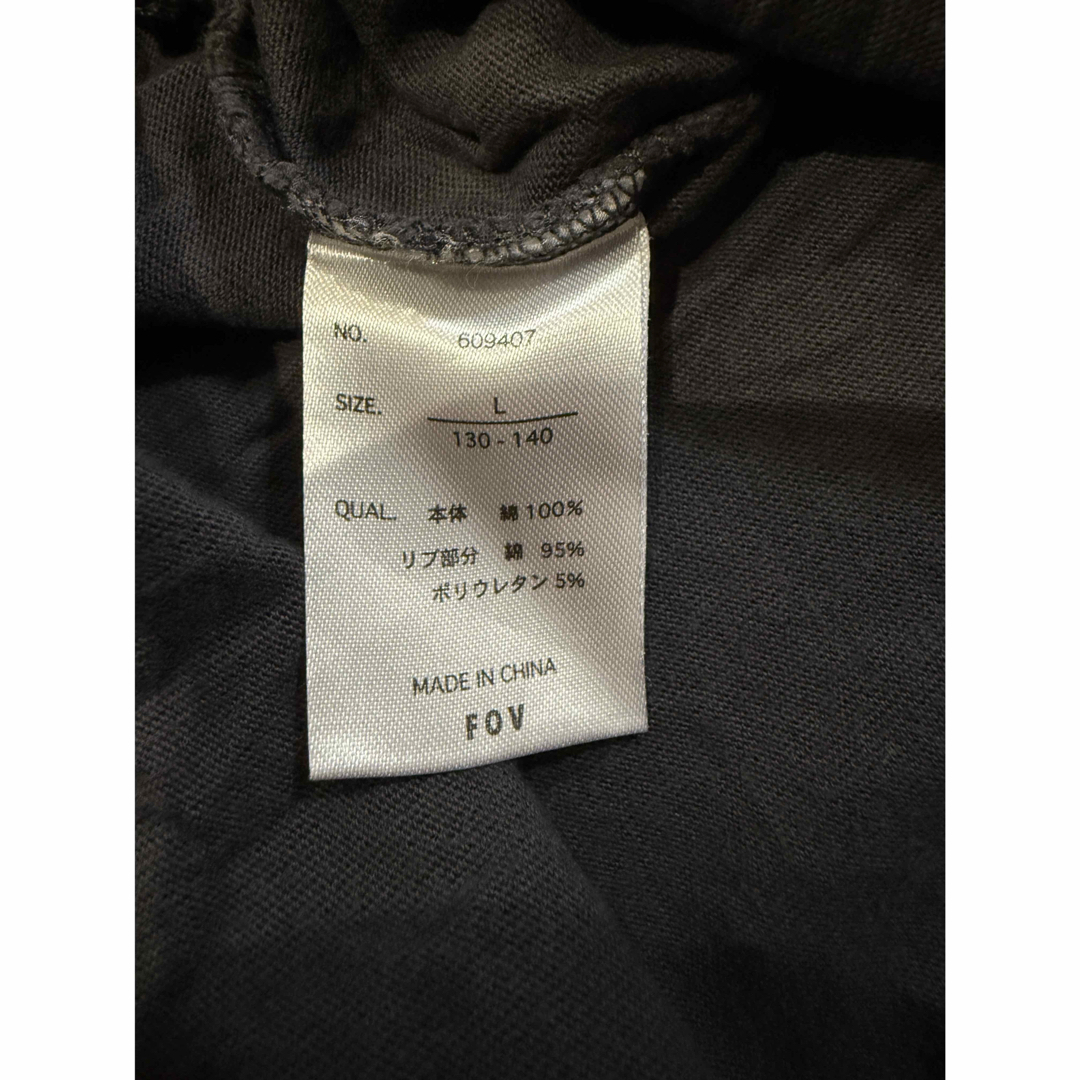 NO. 609407
SIZE. L
130 - 140
QUAL. 本体 綿 100%
リブ部分 綿 95%
ポリウレタン 5%
MADE IN CHINA
FOV